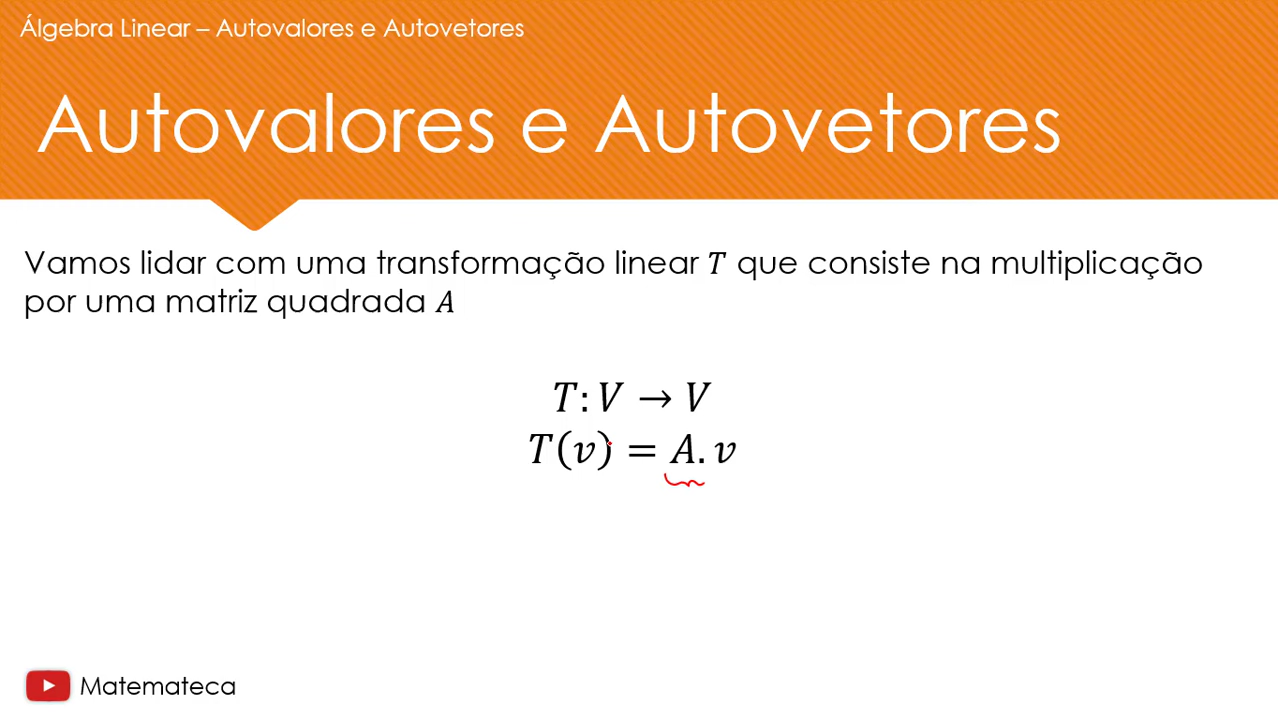 Álgebra Linear – Autovalores e Autovetores
Autovalores e Autovetores
Vamos lidar com uma transformação linear T que consiste na multiplicação
por uma matriz quadrada A
T: V → V
T(v) = A. v
Matemateca